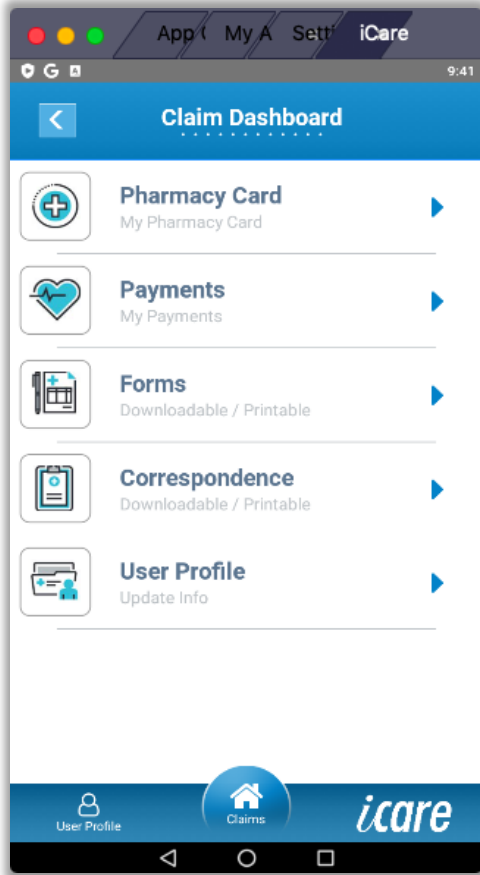 App
My A
Sett
iCare
9:41
Claim Dashboard
Pharmacy Card
My Pharmacy Card
Payments
My Payments
Forms
Downloadable / Printable
Correspondence
Downloadable / Printable
User Profile
Update Info
User Profile
Claims
icare